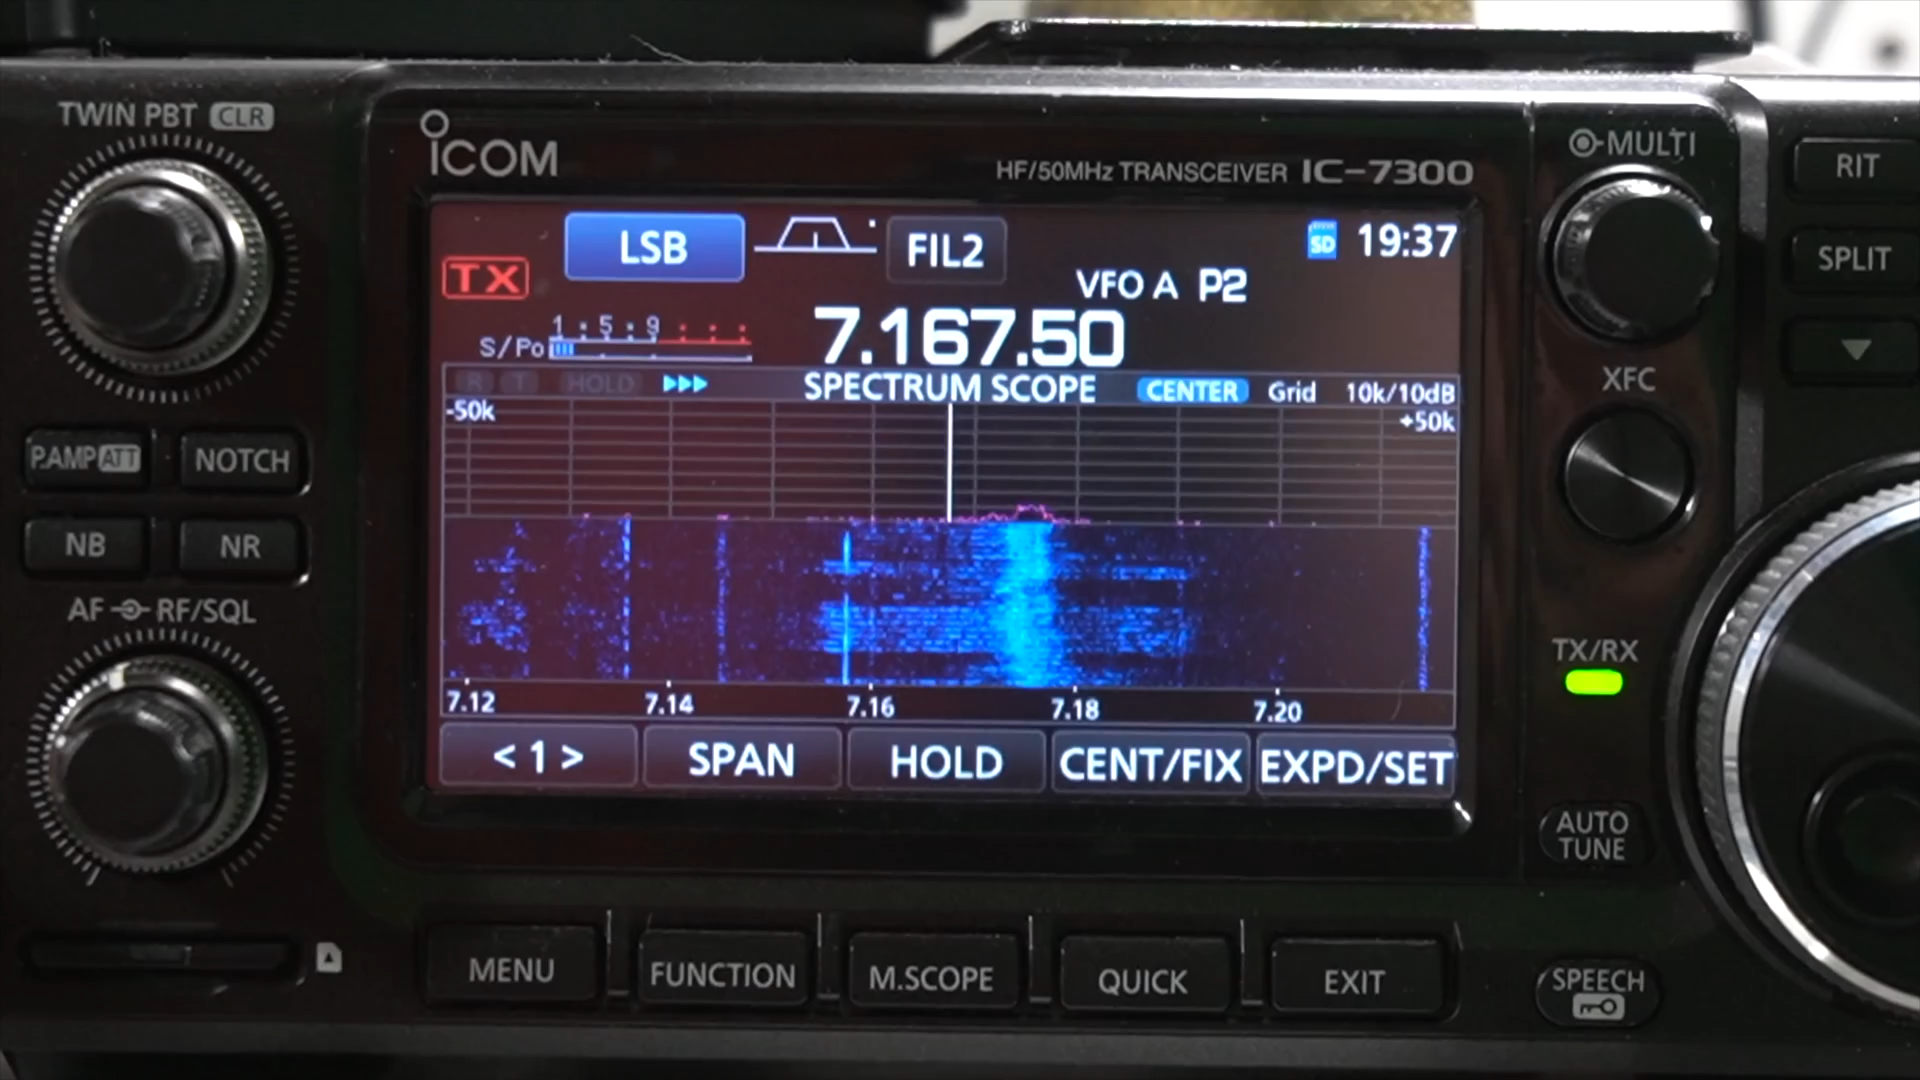 TWIN PBT CLR
ICOM
HF/50MHz TRANSCEIVER IC-7300
MULTI
RIT
LSB
FIL2
SD 19:37
TX
VFO A P2
SPLIT
1 5 9
S/Po
7.167.50
R T HOLD
SPECTRUM SCOPE CENTER Grid 10k/10dB
-50k
+50k
XFC
P.AMP ATT
NOTCH
NB
NR
AF RF/SQL
TX/RX
7.12 7.14 7.16 7.18 7.20
< 1 > SPAN HOLD CENT/FIX EXPD/SET
AUTO
TUNE
MENU FUNCTION M.SCOPE QUICK EXIT
SPEECH